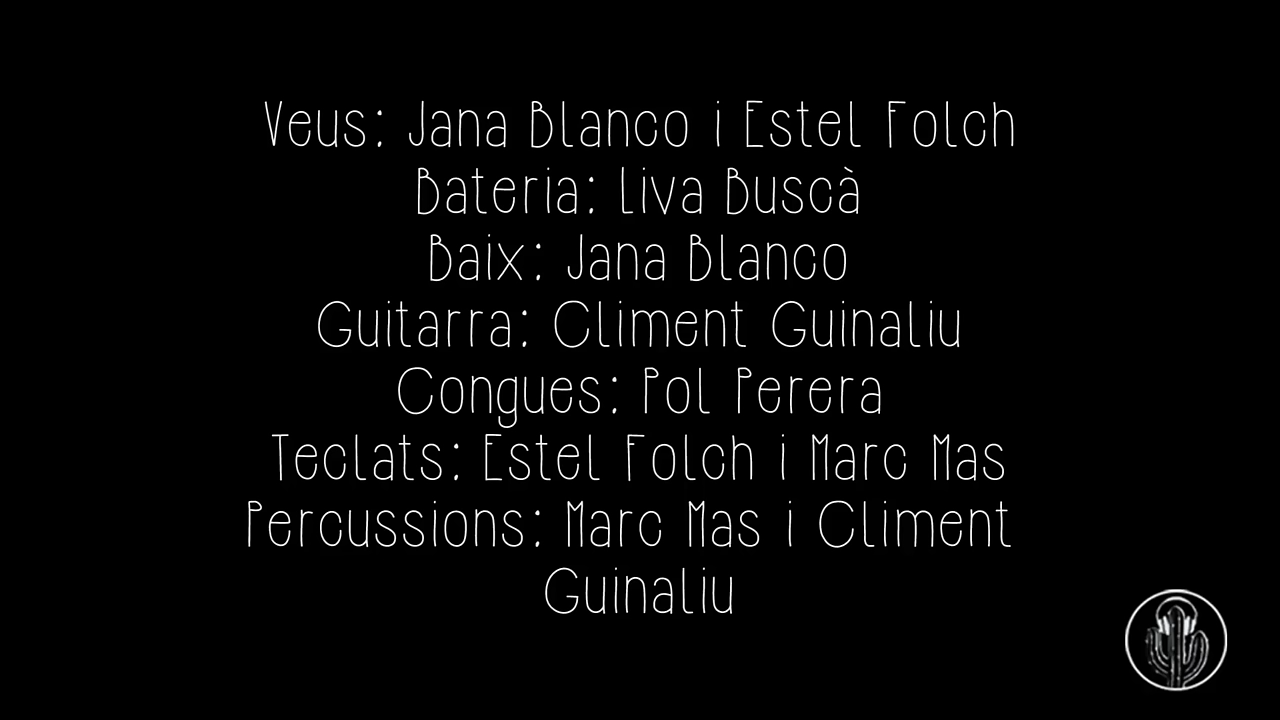 Veus: Jana Blanco i Estel Folch
Bateria: Liva Buscà
Baix: Jana Blanco
Guitarra: Climent Guinaliu
Congues: Pol Perera
Teclats: Estel Folch i Marc Mas
Percussions: Marc Mas i Climent
Guinaliu